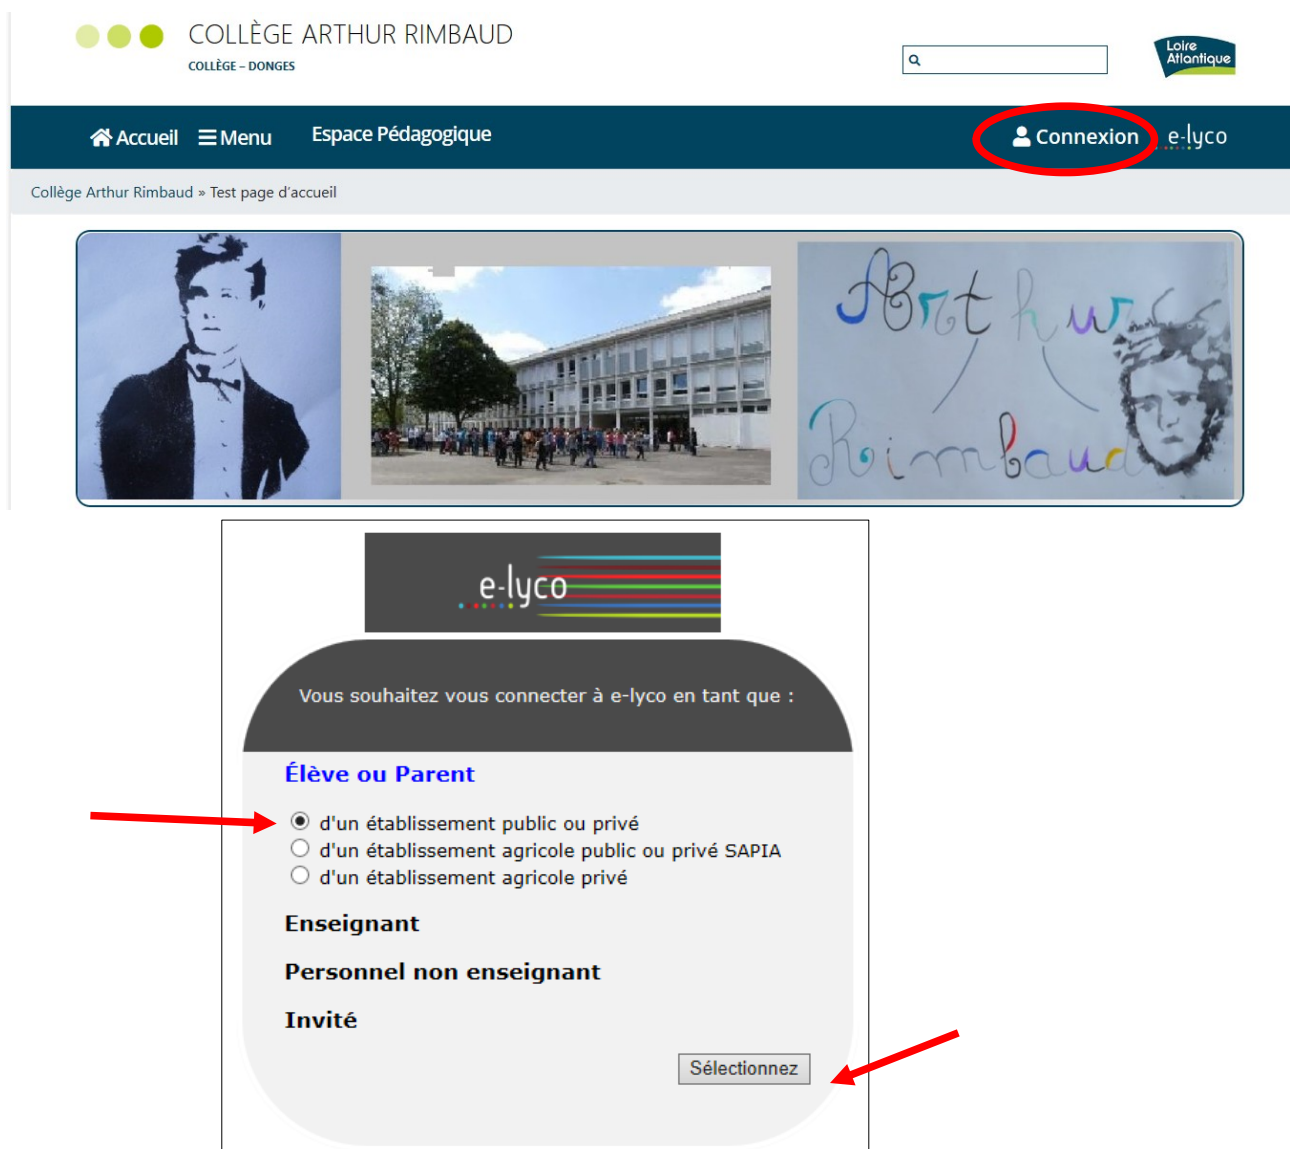 COLLÈGE ARTHUR RIMBAUD
COLLÈGE – DONGES
Loire
Atlantique
Accueil Menu Espace Pédagogique Connexion e-lyco
Collège Arthur Rimbaud » Test page d'accueil
Arthur
Rimbaud
e-lyco
Vous souhaitez vous connecter à e-lyco en tant que :
Élève ou Parent
d'un établissement public ou privé
d'un établissement agricole public ou privé SAPIA
d'un établissement agricole privé
Enseignant
Personnel non enseignant
Invité
Sélectionnez